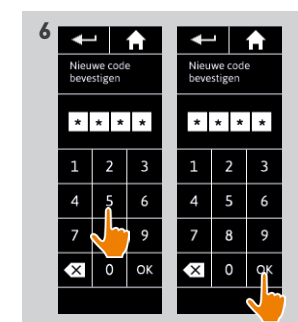 6
Nieuwe code
bevestigen
* * * *
1 2 3
4 5 6
7 9
0 OK
Nieuwe code
bevestigen
* * * *
1 2 3
4 5 6
7 8 9
0 OK